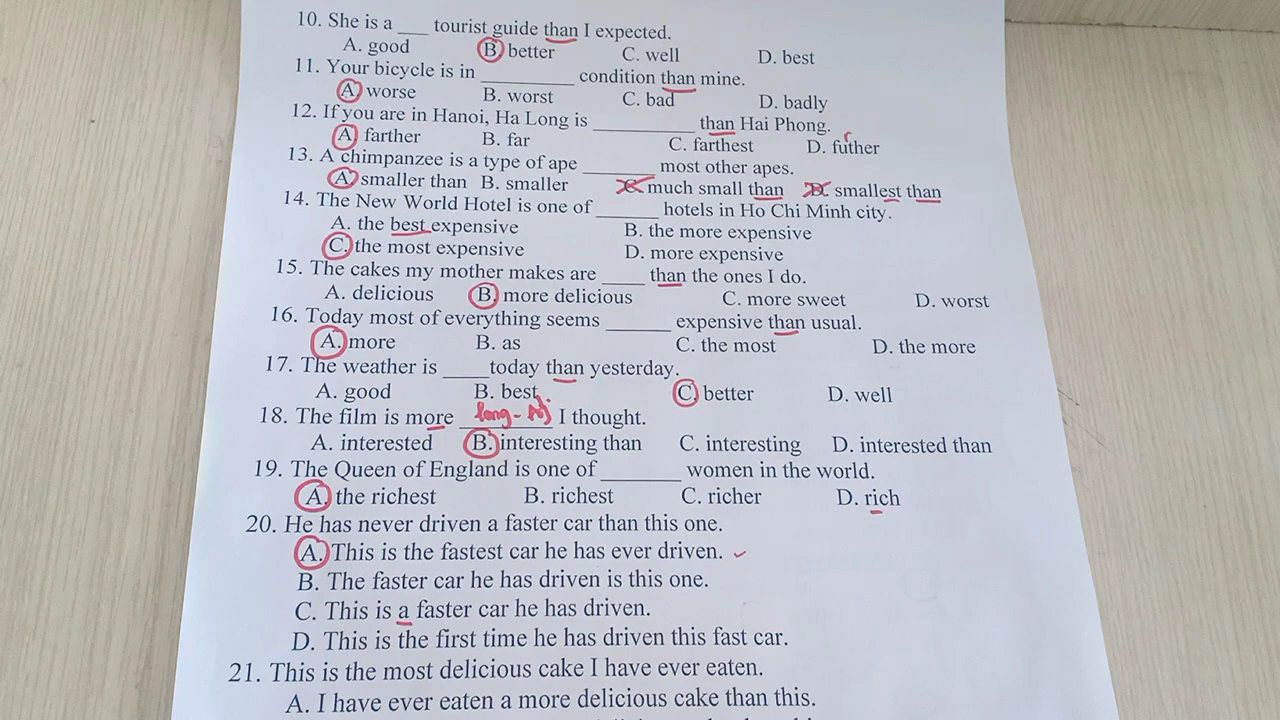 10. She is a ___ tourist guide than I expected.
A. good B. better C. well D. best
11. Your bicycle is in _________ condition than mine.
A. worse B. worst C. bad D. badly
12. If you are in Hanoi, Ha Long is __________ than Hai Phong.
A. farther B. far C. farthest D. futher
r
13. A chimpanzee is a type of ape _______ most other apes.
A. smaller than B. smaller C. much small than D. smallest than
14. The New World Hotel is one of ______ hotels in Ho Chi Minh city.
A. the best expensive B. the more expensive
C. the most expensive D. more expensive
15. The cakes my mother makes are ____ than the ones I do.
A. delicious B. more delicious C. more sweet D. worst
16. Today most of everything seems ______ expensive than usual.
A. more B. as C. the most D. the more
17. The weather is ____ today than yesterday.
A. good B. best. C. better D. well
18. The film is more long - Adj I thought.
A. interested B. interesting than C. interesting D. interested than
19. The Queen of England is one of _______ women in the world.
A. the richest B. richest C. richer D. rich
20. He has never driven a faster car than this one.
A. This is the fastest car he has ever driven.
B. The faster car he has driven is this one.
C. This is a faster car he has driven.
D. This is the first time he has driven this fast car.
21. This is the most delicious cake I have ever eaten.
A. I have ever eaten a more delicious cake than this.